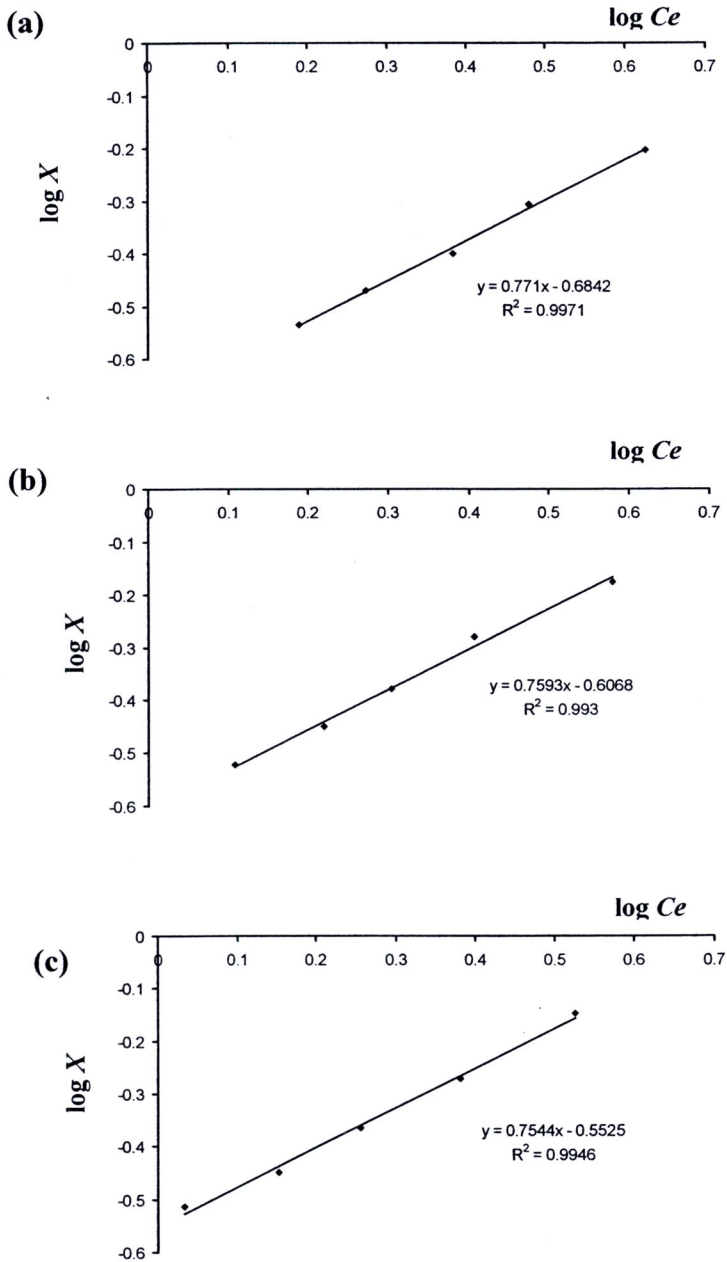 (a)
log Ce
0
0 0.1 0.2 0.3 0.4 0.5 0.6 0.7
-0.1
-0.2
-0.3
-0.4
-0.5
-0.6
log X
y = 0.771x - 0.6842
R² = 0.9971
(b)
log Ce
0
0 0.1 0.2 0.3 0.4 0.5 0.6 0.7
-0.1
-0.2
-0.3
-0.4
-0.5
-0.6
log X
y = 0.7593x - 0.6068
R² = 0.993
(c)
log Ce
0
0 0.1 0.2 0.3 0.4 0.5 0.6 0.7
-0.1
-0.2
-0.3
-0.4
-0.5
-0.6
log X
y = 0.7544x - 0.5525
R² = 0.9946